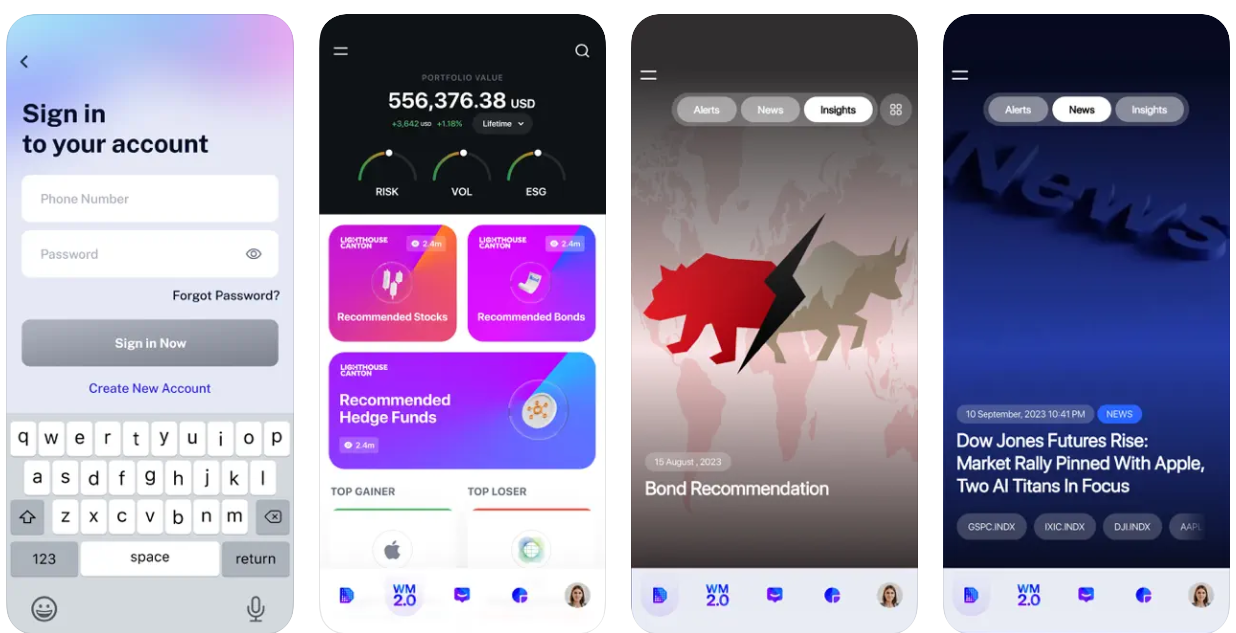 Sign in
to your account
Phone Number
Password
Forgot Password?
Sign in Now
Create New Account
q w e r t y u i o p
a s d f g h j k l
z x c v b n m
123 space return
PORTFOLIO VALUE
556,376.38 USD
+3,642 USD +1.18% Lifetime
RISK VOL ESG
LIGHTHOUSE
CANTON
2.4m
Recommended Stocks
LIGHTHOUSE
CANTON
2.4m
Recommended Bonds
LIGHTHOUSE
CANTON
Recommended
Hedge Funds
2.4m
TOP GAINER TOP LOSER
WM
2.0
Alerts News Insights
15 August , 2023
Bond Recommendation
WM
2.0
Alerts News Insights
News
10 September, 2023 10:41 PM NEWS
Dow Jones Futures Rise:
Market Rally Pinned With Apple,
Two AI Titans In Focus
GSPC.INDX IXIC.INDX DJI.INDX AAPL
WM
2.0